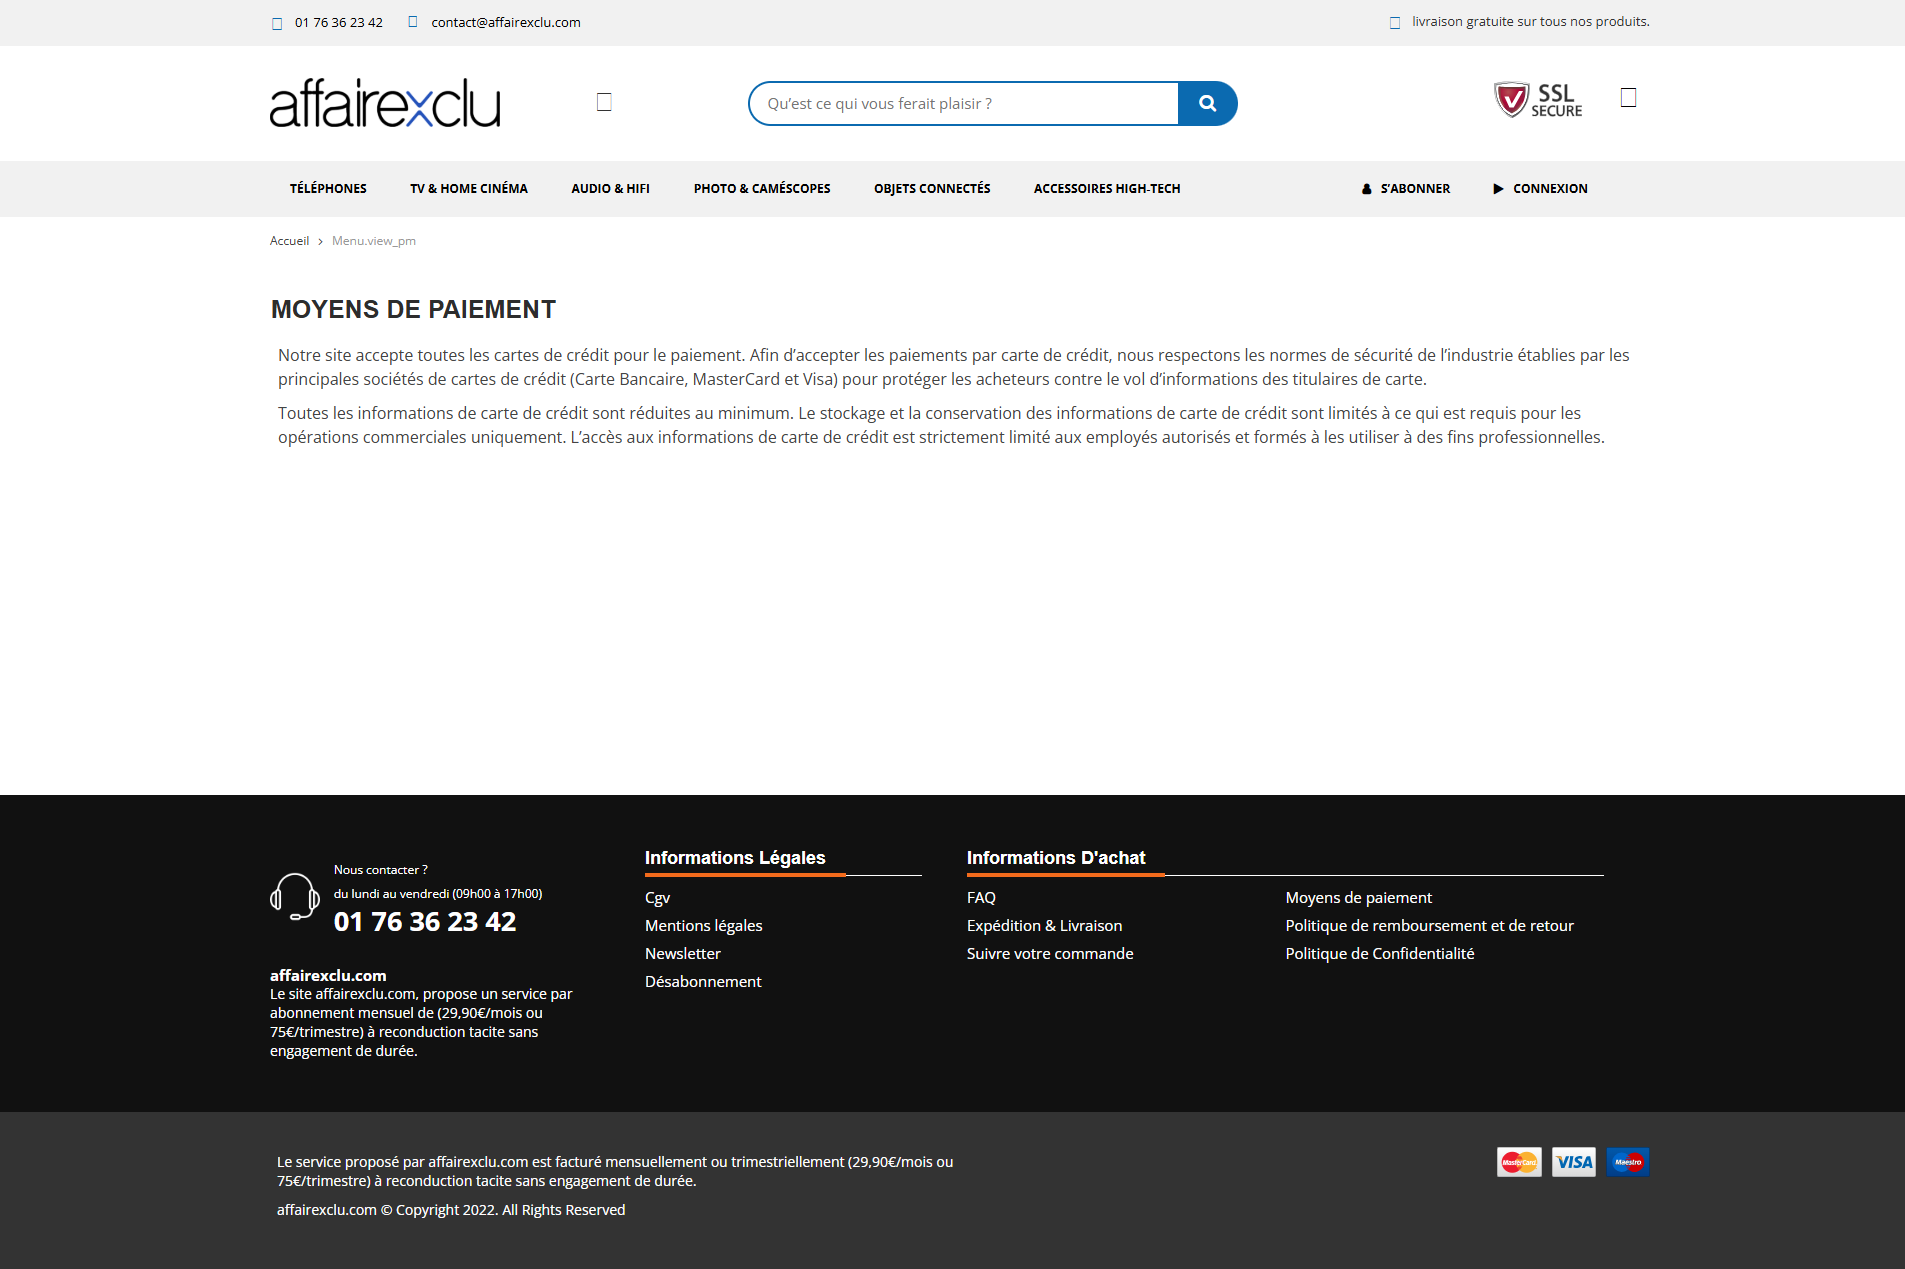 01 76 36 23 42
contact@affairexclu.com
livraison gratuite sur tous nos produits.
affairexclu
Qu’est ce qui vous ferait plaisir ?
SSL
SECURE
TÉLÉPHONES
TV & HOME CINÉMA
AUDIO & HIFI
PHOTO & CAMÉSCOPES
OBJETS CONNECTÉS
ACCESSOIRES HIGH-TECH
S’ABONNER
CONNEXION
Accueil
Menu.view_pm
MOYENS DE PAIEMENT
Notre site accepte toutes les cartes de crédit pour le paiement. Afin d’accepter les paiements par carte de crédit, nous respectons les normes de sécurité de l’industrie établies par les
principales sociétés de cartes de crédit (Carte Bancaire, MasterCard et Visa) pour protéger les acheteurs contre le vol d’informations des titulaires de carte.
Toutes les informations de carte de crédit sont réduites au minimum. Le stockage et la conservation des informations de carte de crédit sont limités à ce qui est requis pour les
opérations commerciales uniquement. L’accès aux informations de carte de crédit est strictement limité aux employés autorisés et formés à les utiliser à des fins professionnelles.
Nous contacter ?
du lundi au vendredi (09h00 à 17h00)
01 76 36 23 42
affairexclu.com
Le site affairexclu.com, propose un service par
abonnement mensuel de (29,90€/mois ou
75€/trimestre) à reconduction tacite sans
engagement de durée.
Informations Légales
Cgv
Mentions légales
Newsletter
Désabonnement
Informations D'achat
FAQ
Expédition & Livraison
Suivre votre commande
Moyens de paiement
Politique de remboursement et de retour
Politique de Confidentialité
Le service proposé par affairexclu.com est facturé mensuellement ou trimestriellement (29,90€/mois ou
75€/trimestre) à reconduction tacite sans engagement de durée.
affairexclu.com © Copyright 2022. All Rights Reserved
MasterCard
VISA
Maestro